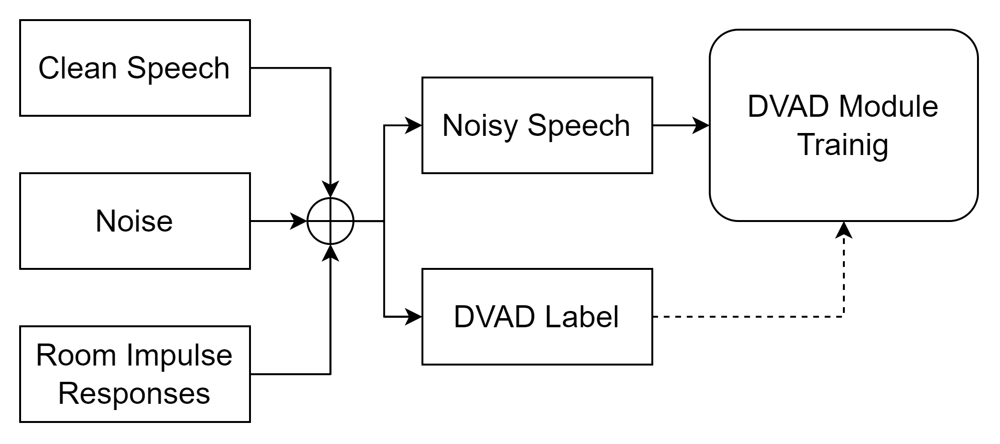 Clean Speech
Noise
Room Impulse
Responses
Noisy Speech
DVAD Label
DVAD Module
Trainig